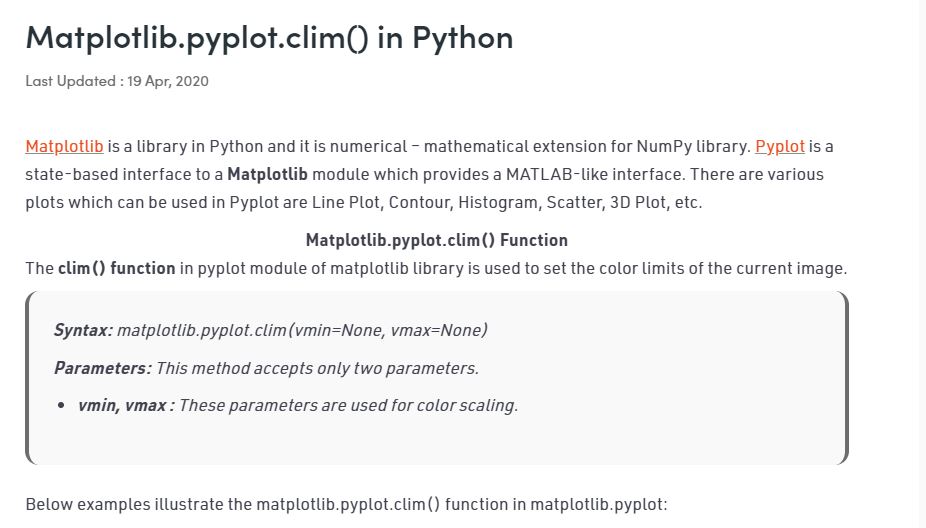 Matplotlib.pyplot.clim() in Python
Last Updated : 19 Apr, 2020
Matplotlib is a library in Python and it is numerical – mathematical extension for NumPy library. Pyplot is a
state-based interface to a Matplotlib module which provides a MATLAB-like interface. There are various
plots which can be used in Pyplot are Line Plot, Contour, Histogram, Scatter, 3D Plot, etc.
Matplotlib.pyplot.clim() Function
The clim() function in pyplot module of matplotlib library is used to set the color limits of the current image.
Syntax: matplotlib.pyplot.clim(vmin=None, vmax=None)
Parameters: This method accepts only two parameters.
• vmin, vmax : These parameters are used for color scaling.
Below examples illustrate the matplotlib.pyplot.clim() function in matplotlib.pyplot: